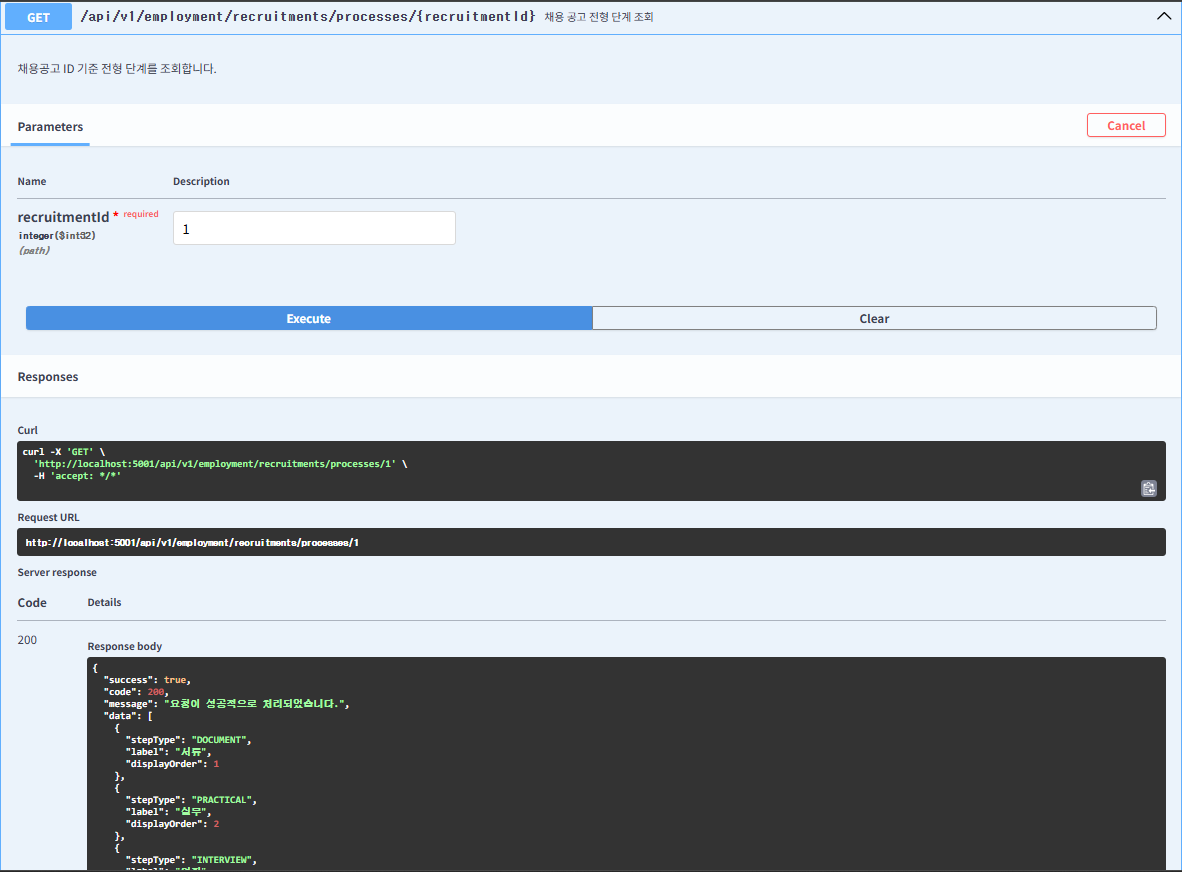 GET /api/v1/employment/recruitments/processes/{recruitmentId} 채용 공고 전형 단계 조회
채용공고 ID 기준 전형 단계를 조회합니다.
Parameters
Cancel
Name Description
recruitmentId * required
integer($int32)
(path)
1
Execute Clear
Responses
Curl
curl -X 'GET' \
'http://localhost:5001/api/v1/employment/recruitments/processes/1' \
-H 'accept: */*'
Request URL
http://localhost:5001/api/v1/employment/recruitments/processes/1
Server response
Code Details
200
Response body
{
"success": true,
"code": 200,
"message": "요청이 성공적으로 처리되었습니다.",
"data": [
{
"stepType": "DOCUMENT",
"label": "서류",
"displayOrder": 1
},
{
"stepType": "PRACTICAL",
"label": "실무",
"displayOrder": 2
},
{
"stepType": "INTERVIEW",